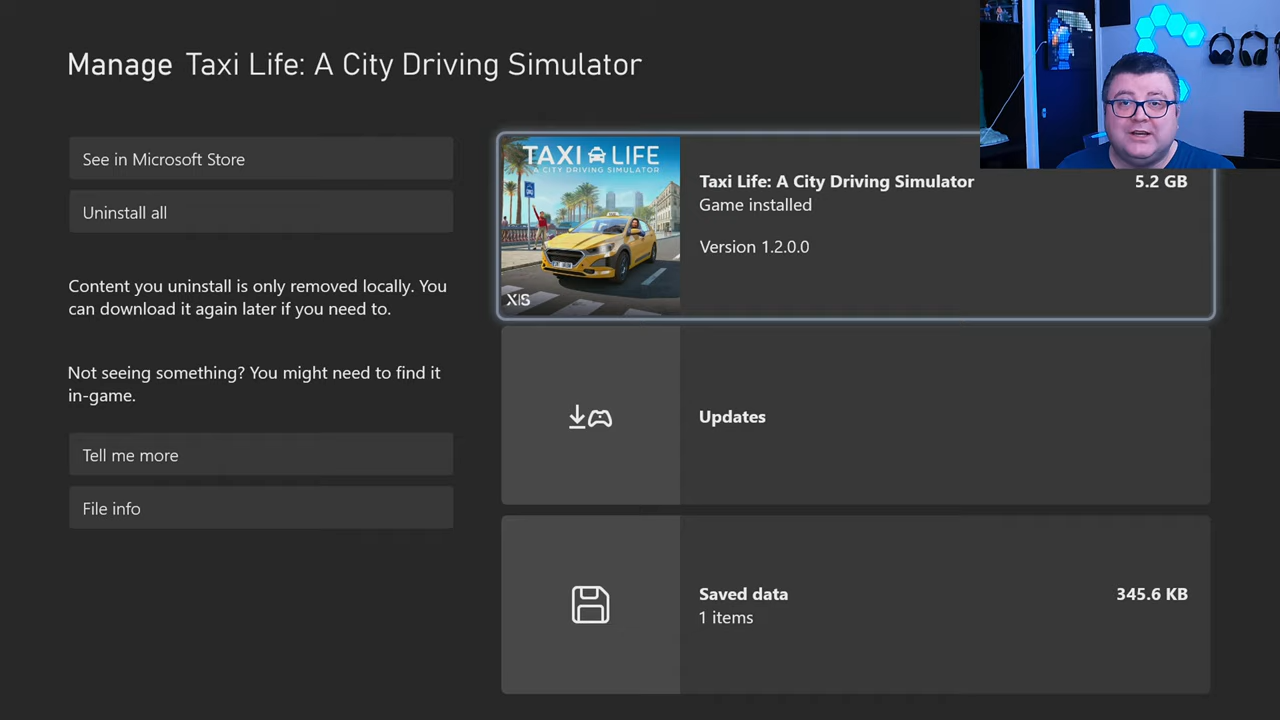 Manage Taxi Life: A City Driving Simulator
See in Microsoft Store
Uninstall all
Content you uninstall is only removed locally. You
can download it again later if you need to.
Not seeing something? You might need to find it
in-game.
Tell me more
File info
TAXI LIFE
A CITY DRIVING SIMULATOR
X|S
Taxi Life: A City Driving Simulator
5.2 GB
Game installed
Version 1.2.0.0
Updates
Saved data
345.6 KB
1 items